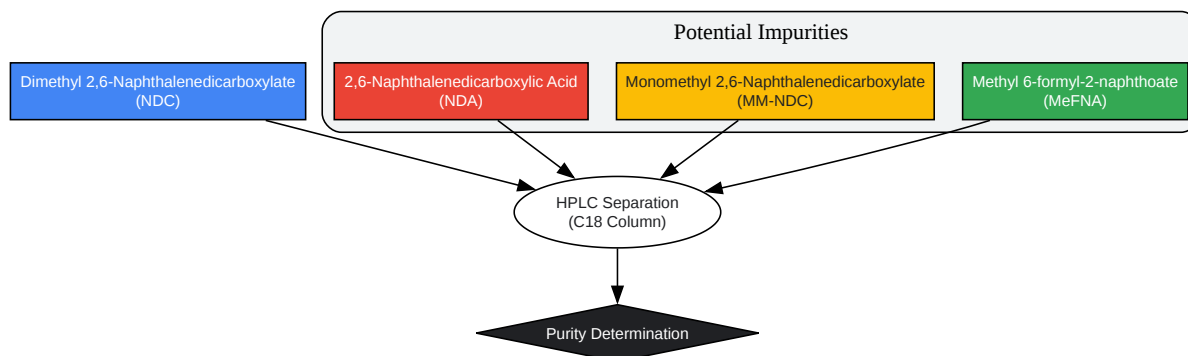 Potential Impurities
Dimethyl 2,6-Naphthalenedicarboxylate
(NDC)
2,6-Naphthalenedicarboxylic Acid
(NDA)
Monomethyl 2,6-Naphthalenedicarboxylate
(MM-NDC)
Methyl 6-formyl-2-naphthoate
(MeFNA)
HPLC Separation
(C18 Column)
Purity Determination